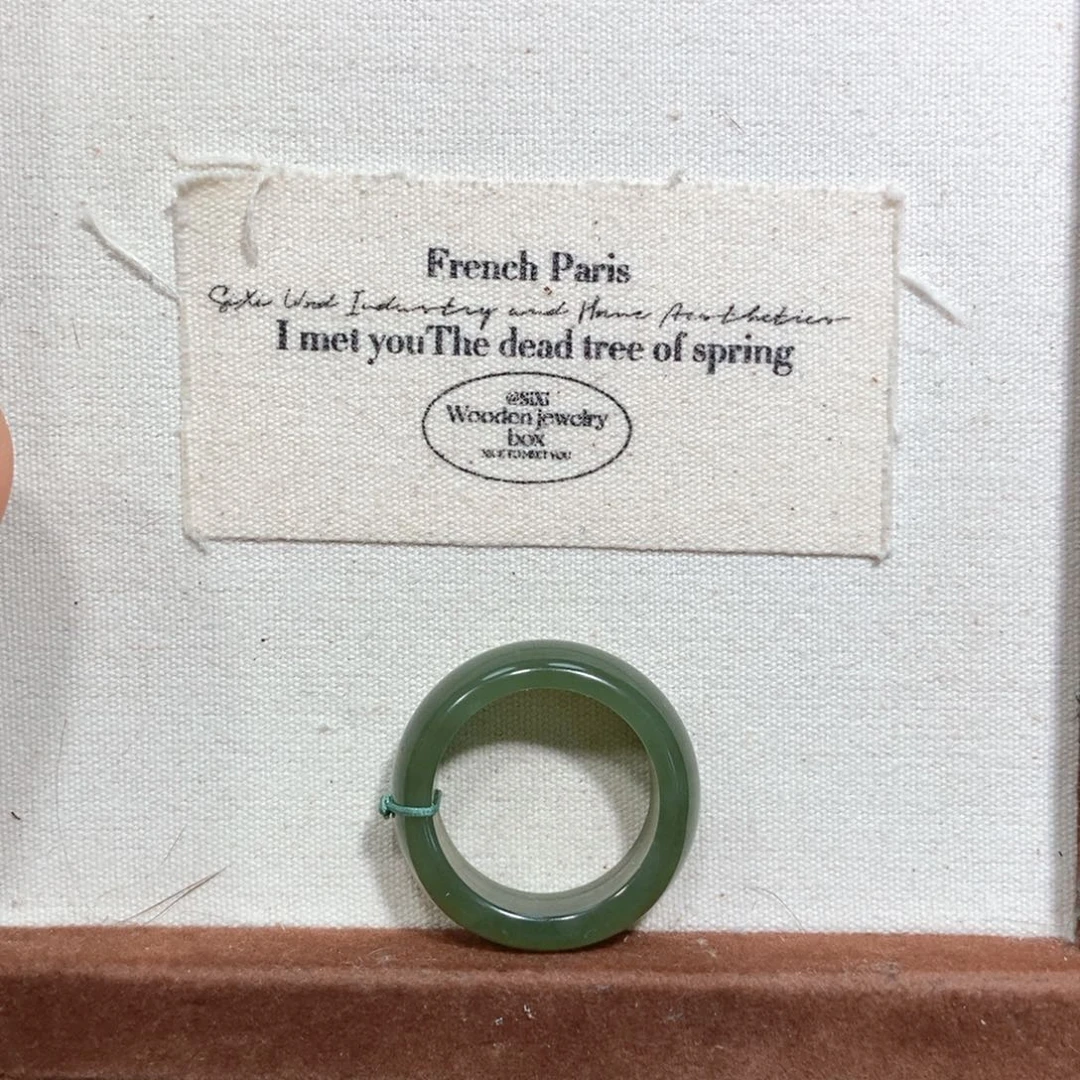 French Paris
Wood Industry and Home Aesthetics
I met youThe dead tree of spring
@SiXi
Wooden jewelry
box
NICE TO MEET YOU